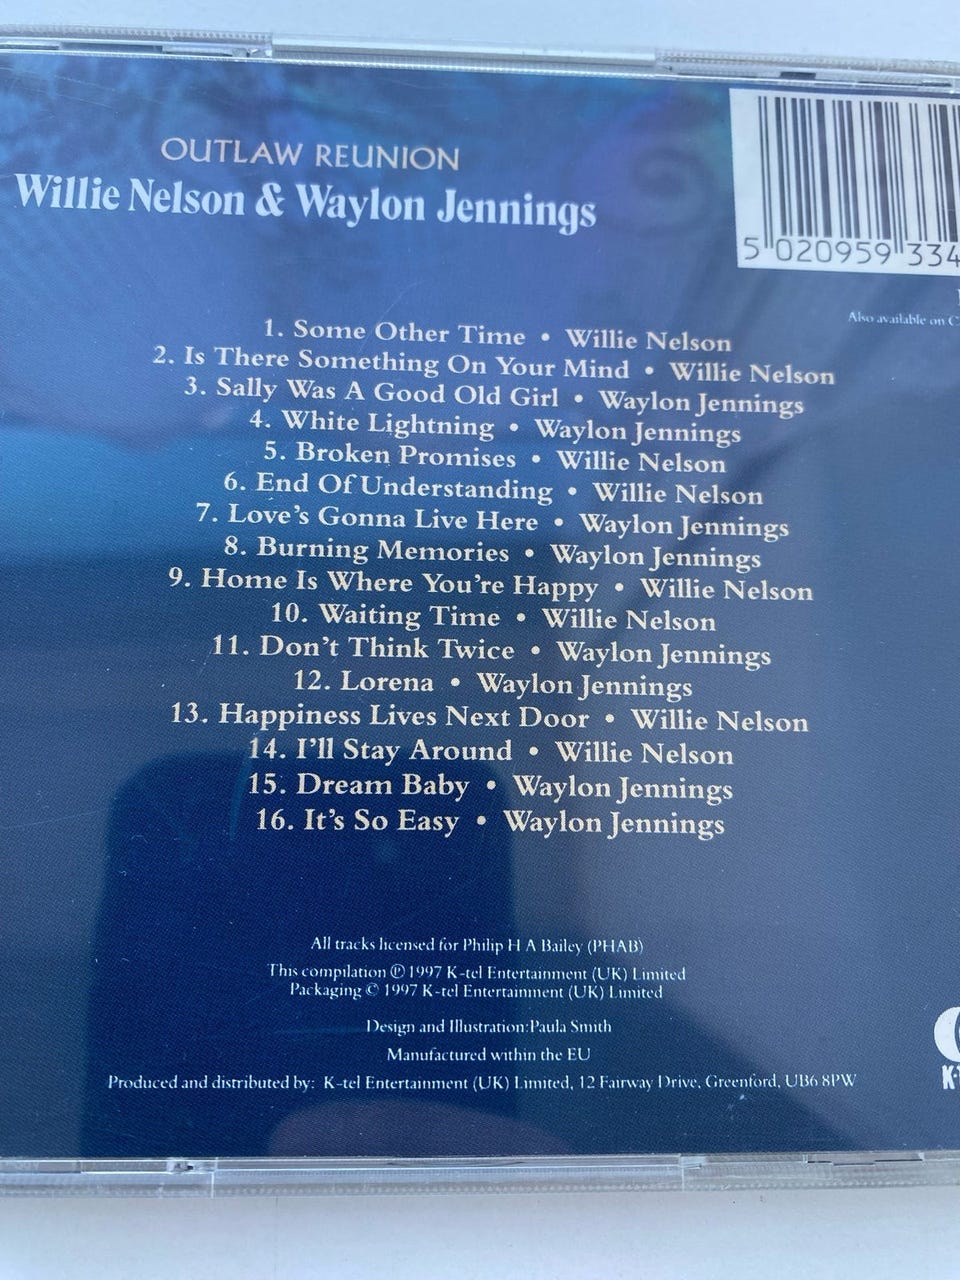 OUTLAW REUNION
Willie Nelson & Waylon Jennings
5 020959 334
Also available on
1. Some Other Time • Willie Nelson
2. Is There Something On Your Mind • Willie Nelson
3. Sally Was A Good Old Girl • Waylon Jennings
4. White Lightning • Waylon Jennings
5. Broken Promises • Willie Nelson
6. End Of Understanding • Willie Nelson
7. Love's Gonna Live Here • Waylon Jennings
8. Burning Memories • Waylon Jennings
9. Home Is Where You're Happy • Willie Nelson
10. Waiting Time • Willie Nelson
11. Don't Think Twice • Waylon Jennings
12. Lorena • Waylon Jennings
13. Happiness Lives Next Door • Willie Nelson
14. I'll Stay Around • Willie Nelson
15. Dream Baby • Waylon Jennings
16. It's So Easy • Waylon Jennings
All tracks licensed for Philip H A Bailey (PHAB)
This compilation ℗ 1997 K-tel Entertainment (UK) Limited
Packaging © 1997 K-tel Entertainment (UK) Limited
Design and Illustration: Paula Smith
Manufactured within the EU
Produced and distributed by: K-tel Entertainment (UK) Limited, 12 Fairway Drive, Greenford, UB6 8PW